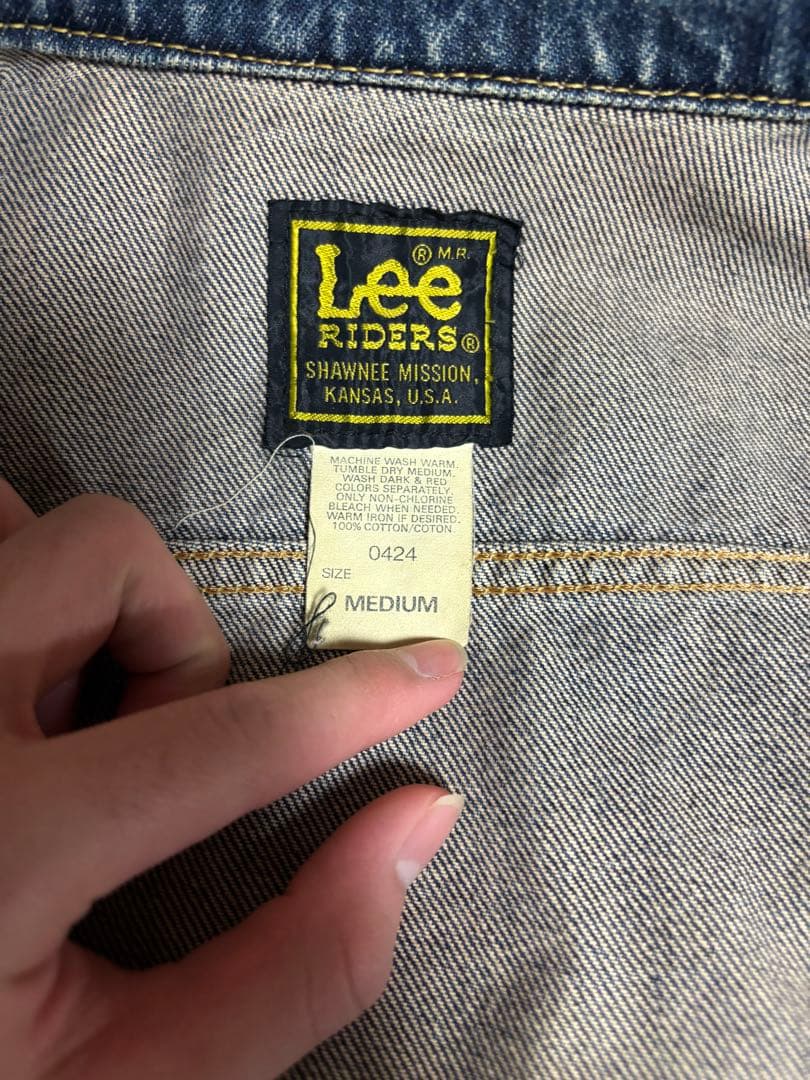 ® M.R.
Lee
RIDERS®
SHAWNEE MISSION,
KANSAS, U.S.A.
MACHINE WASH WARM.
TUMBLE DRY MEDIUM.
WASH DARK & RED
COLORS SEPARATELY.
ONLY NON-CHLORINE
BLEACH WHEN NEEDED.
WARM IRON IF DESIRED.
100% COTTON/COTON
0424
SIZE
MEDIUM